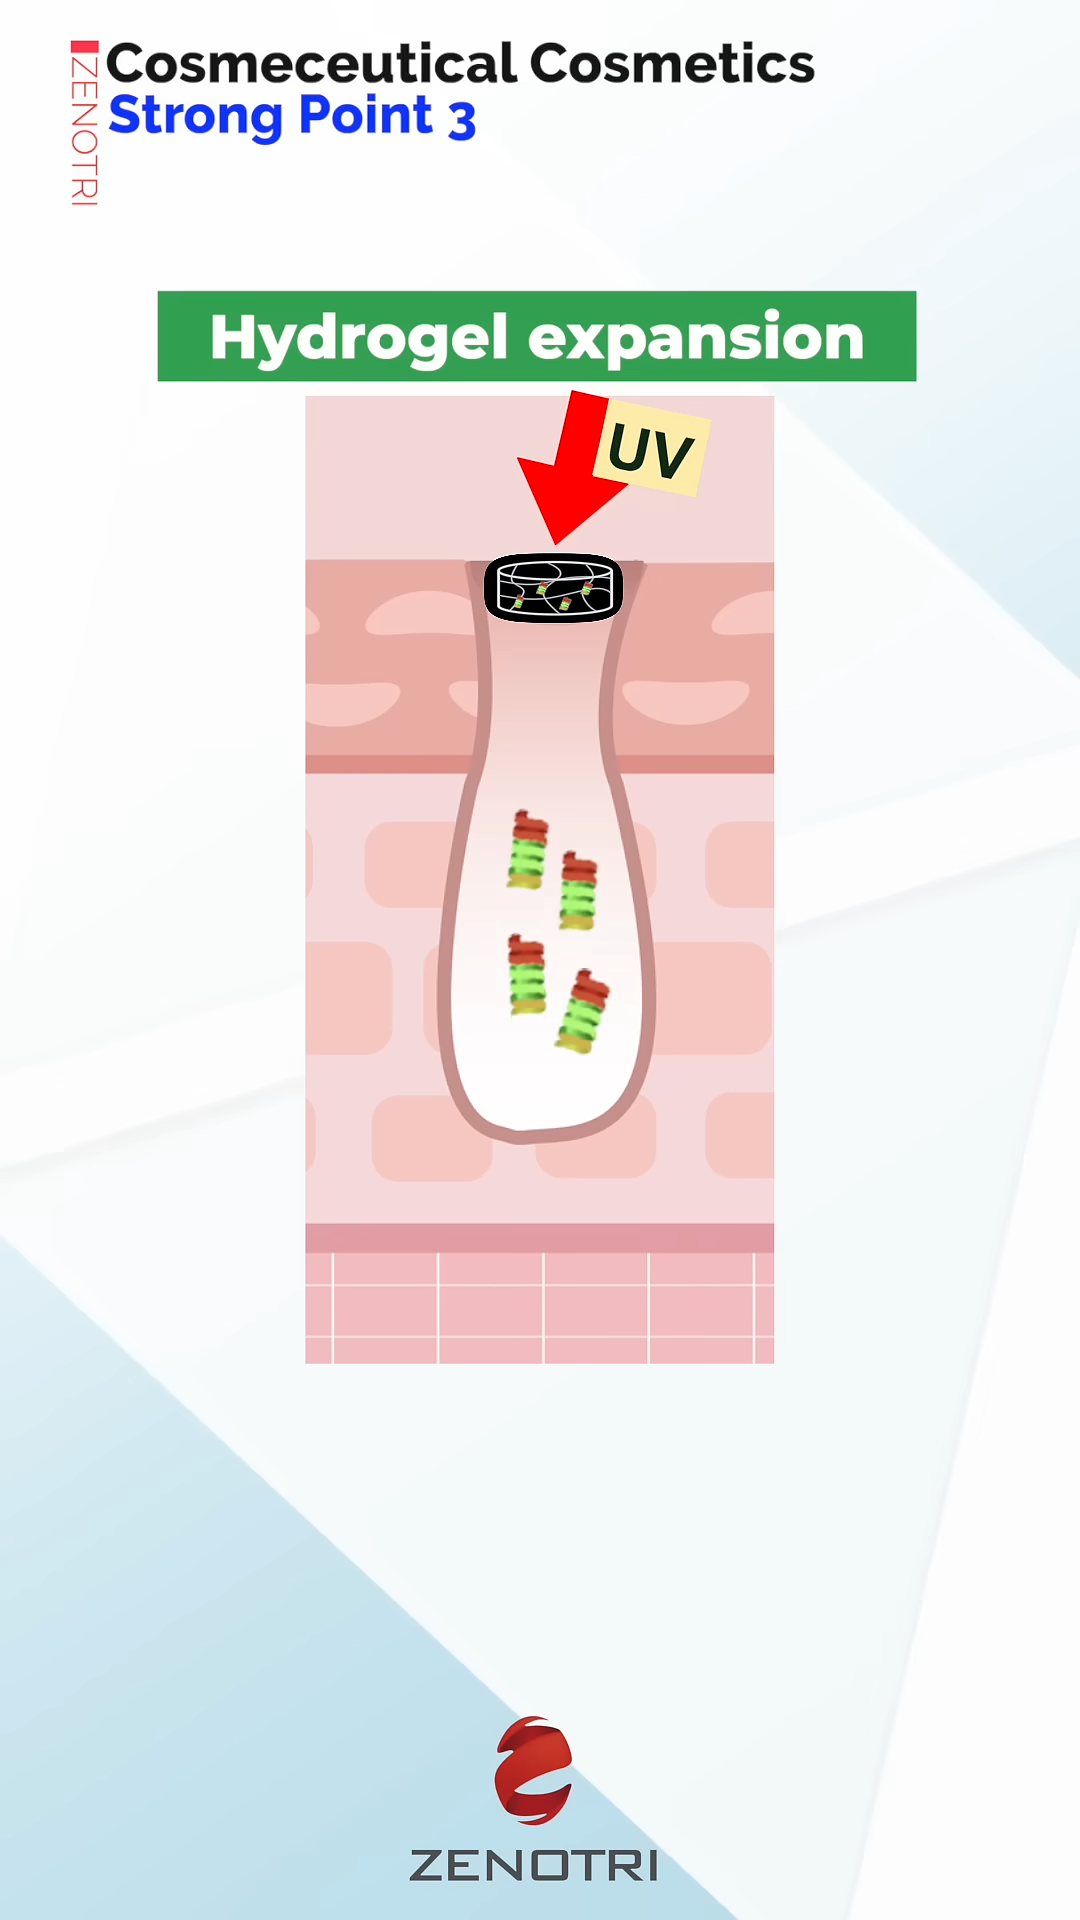 ZENOTRI
Cosmeceutical Cosmetics
Strong Point 3
Hydrogel expansion
UV
ZENOTRI